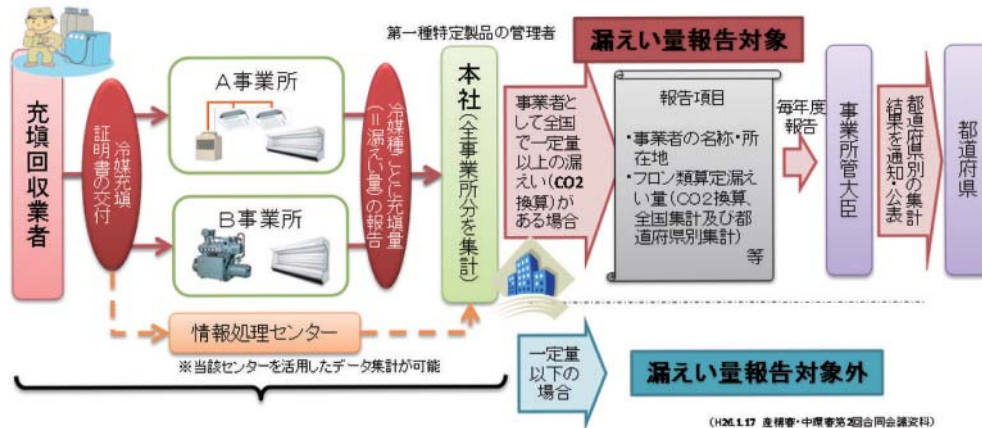 第一種特定製品の管理者
充填回収業者
冷媒充填
証明書の交付
A事業所
B事業所
冷媒種ごとに充填量
(=漏えい量)の報告
本社(全事業所分を集計)
情報処理センター
※当該センターを活用したデータ集計が可能
事業者と
して全国
で一定量
以上の漏
えい(CO2
換算)が
ある場合
漏えい量報告対象
報告項目
・事業者の名称・所
在地
・フロン類算定漏え
い量(CO2換算、
全国集計及び都
道府県別集計)
等
毎年度
報告
事業所管大臣
都道府県別の集計
結果を通知・公表
都道府県
一定量
以下の
場合
漏えい量報告対象外
(H26.1.17 産構審・中環審第2回合同会議資料)